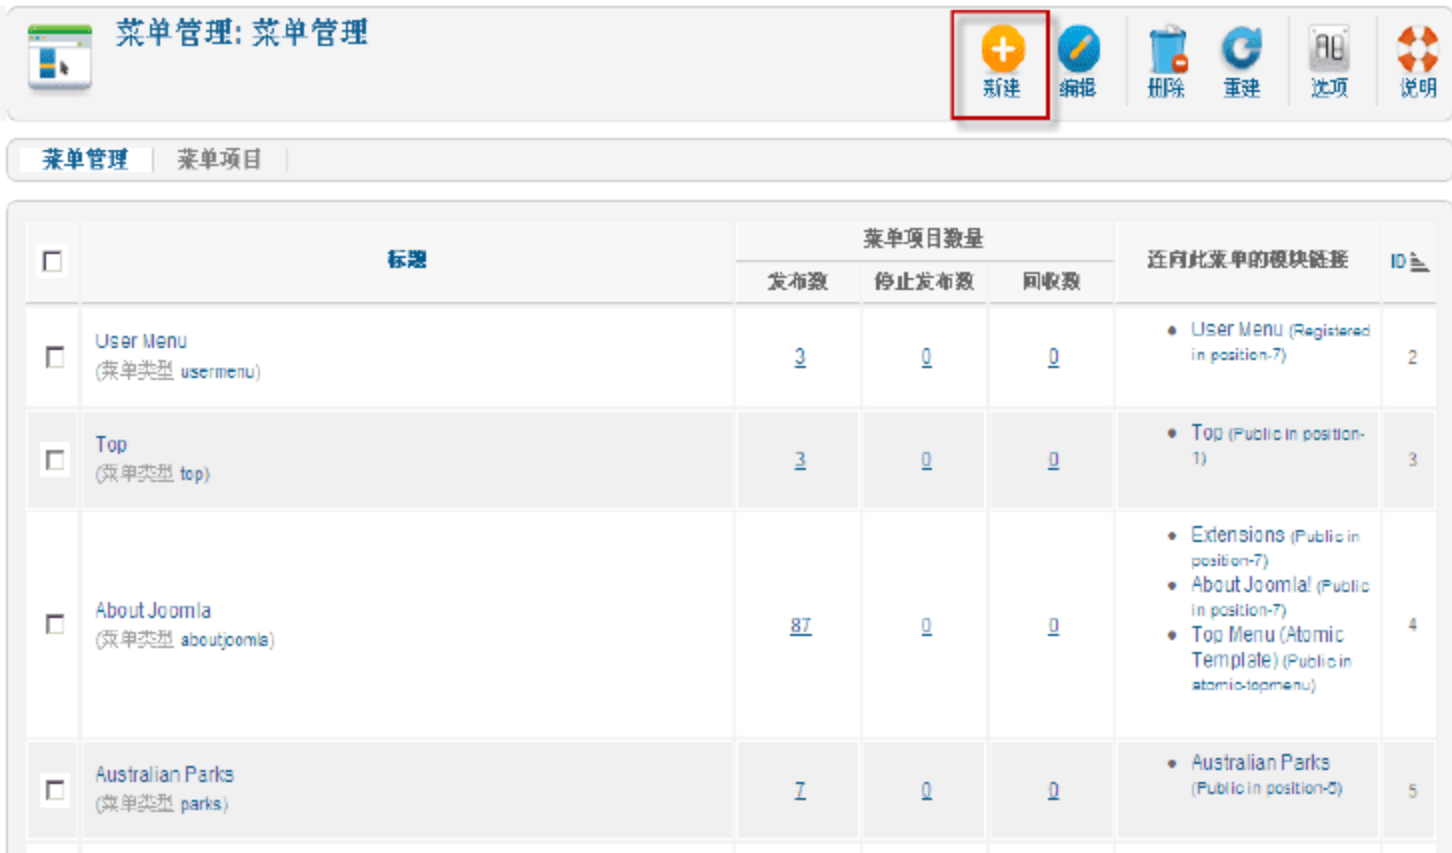 菜单管理: 菜单管理
新建
编辑
删除
重建
选项
说明
菜单管理
菜单项目
标题
菜单项目数量
发布数
停止发布数
回收数
连向此菜单的模块链接
ID
User Menu
(菜单类型 usermenu)
3
0
0
User Menu (Registered
in position-7)
2
Top
(菜单类型 top)
3
0
0
Top (Public in position-
1)
3
About Joomla
(菜单类型 aboutjoomla)
87
0
0
Extensions (Public in
position-7)
About Joomla! (Public
in position-7)
Top Menu (Atomic
Template) (Public in
atomic-topmenu)
4
Australian Parks
(菜单类型 parks)
7
0
0
Australian Parks
(Public in position-5)
5